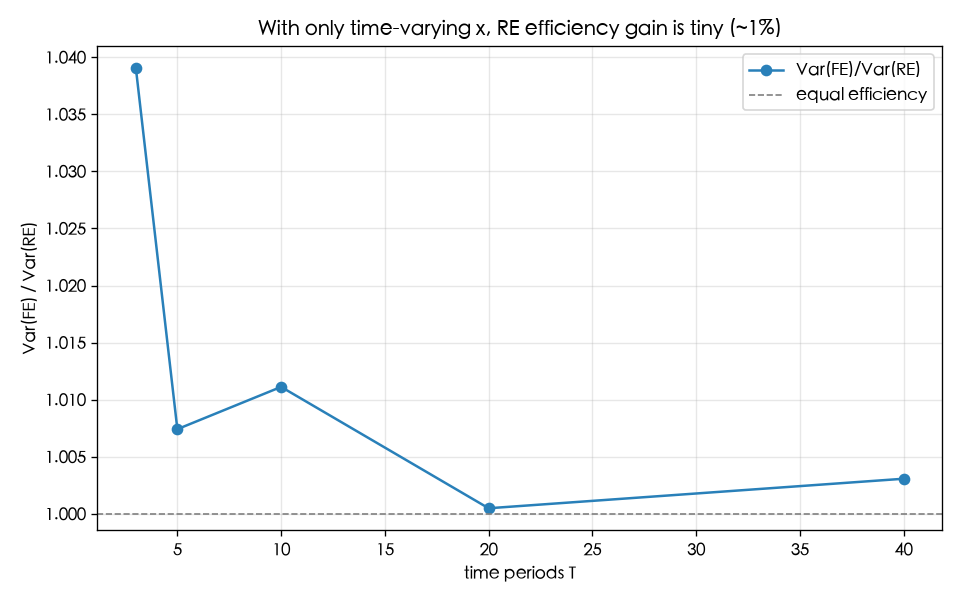 With only time-varying x, RE efficiency gain is tiny (~1%)
Var(FE)/Var(RE)
equal efficiency
Var(FE) / Var(RE)
1.040
1.035
1.030
1.025
1.020
1.015
1.010
1.005
1.000
5 10 15 20 25 30 35 40
time periods T